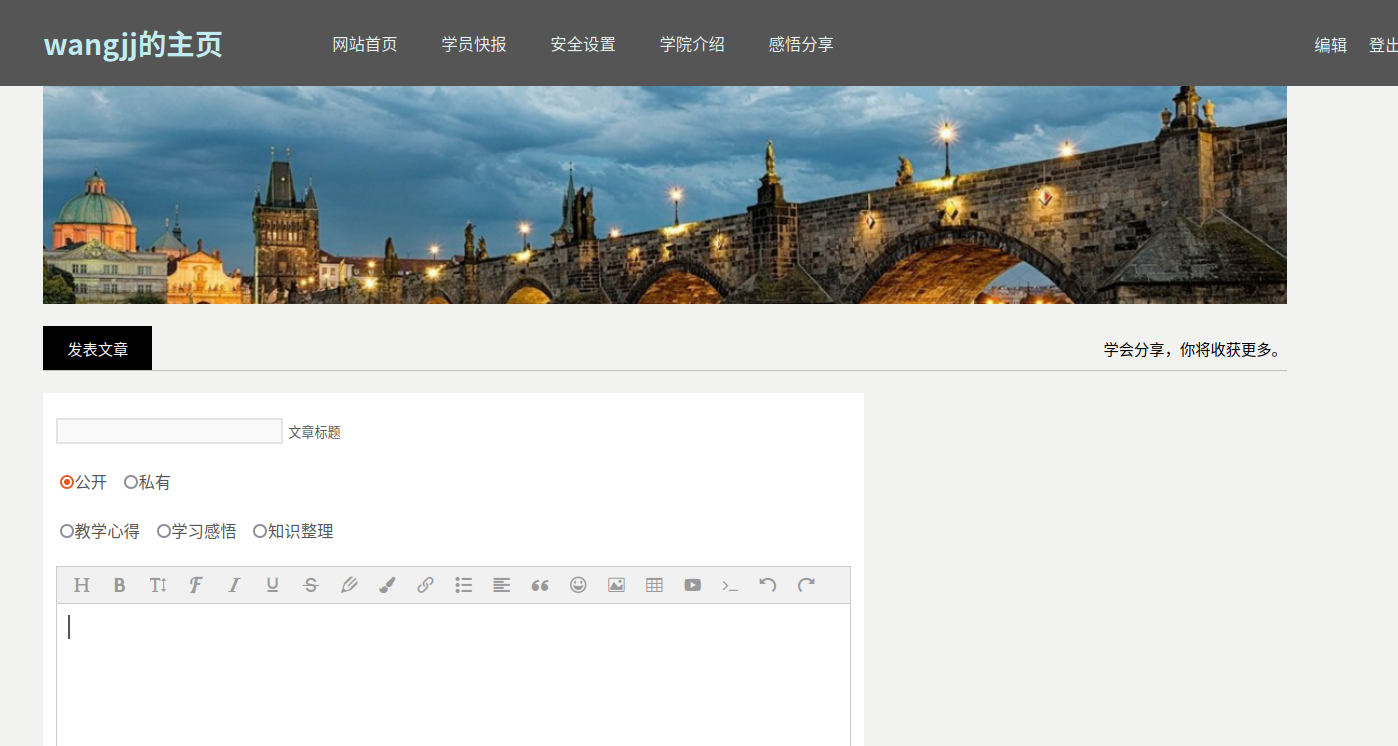 wangjj的主页 网站首页 学员快报 安全设置 学院介绍 感悟分享 编辑 登出
发表文章 学会分享，你将收获更多。
文章标题
公开 私有
教学心得 学习感悟 知识整理